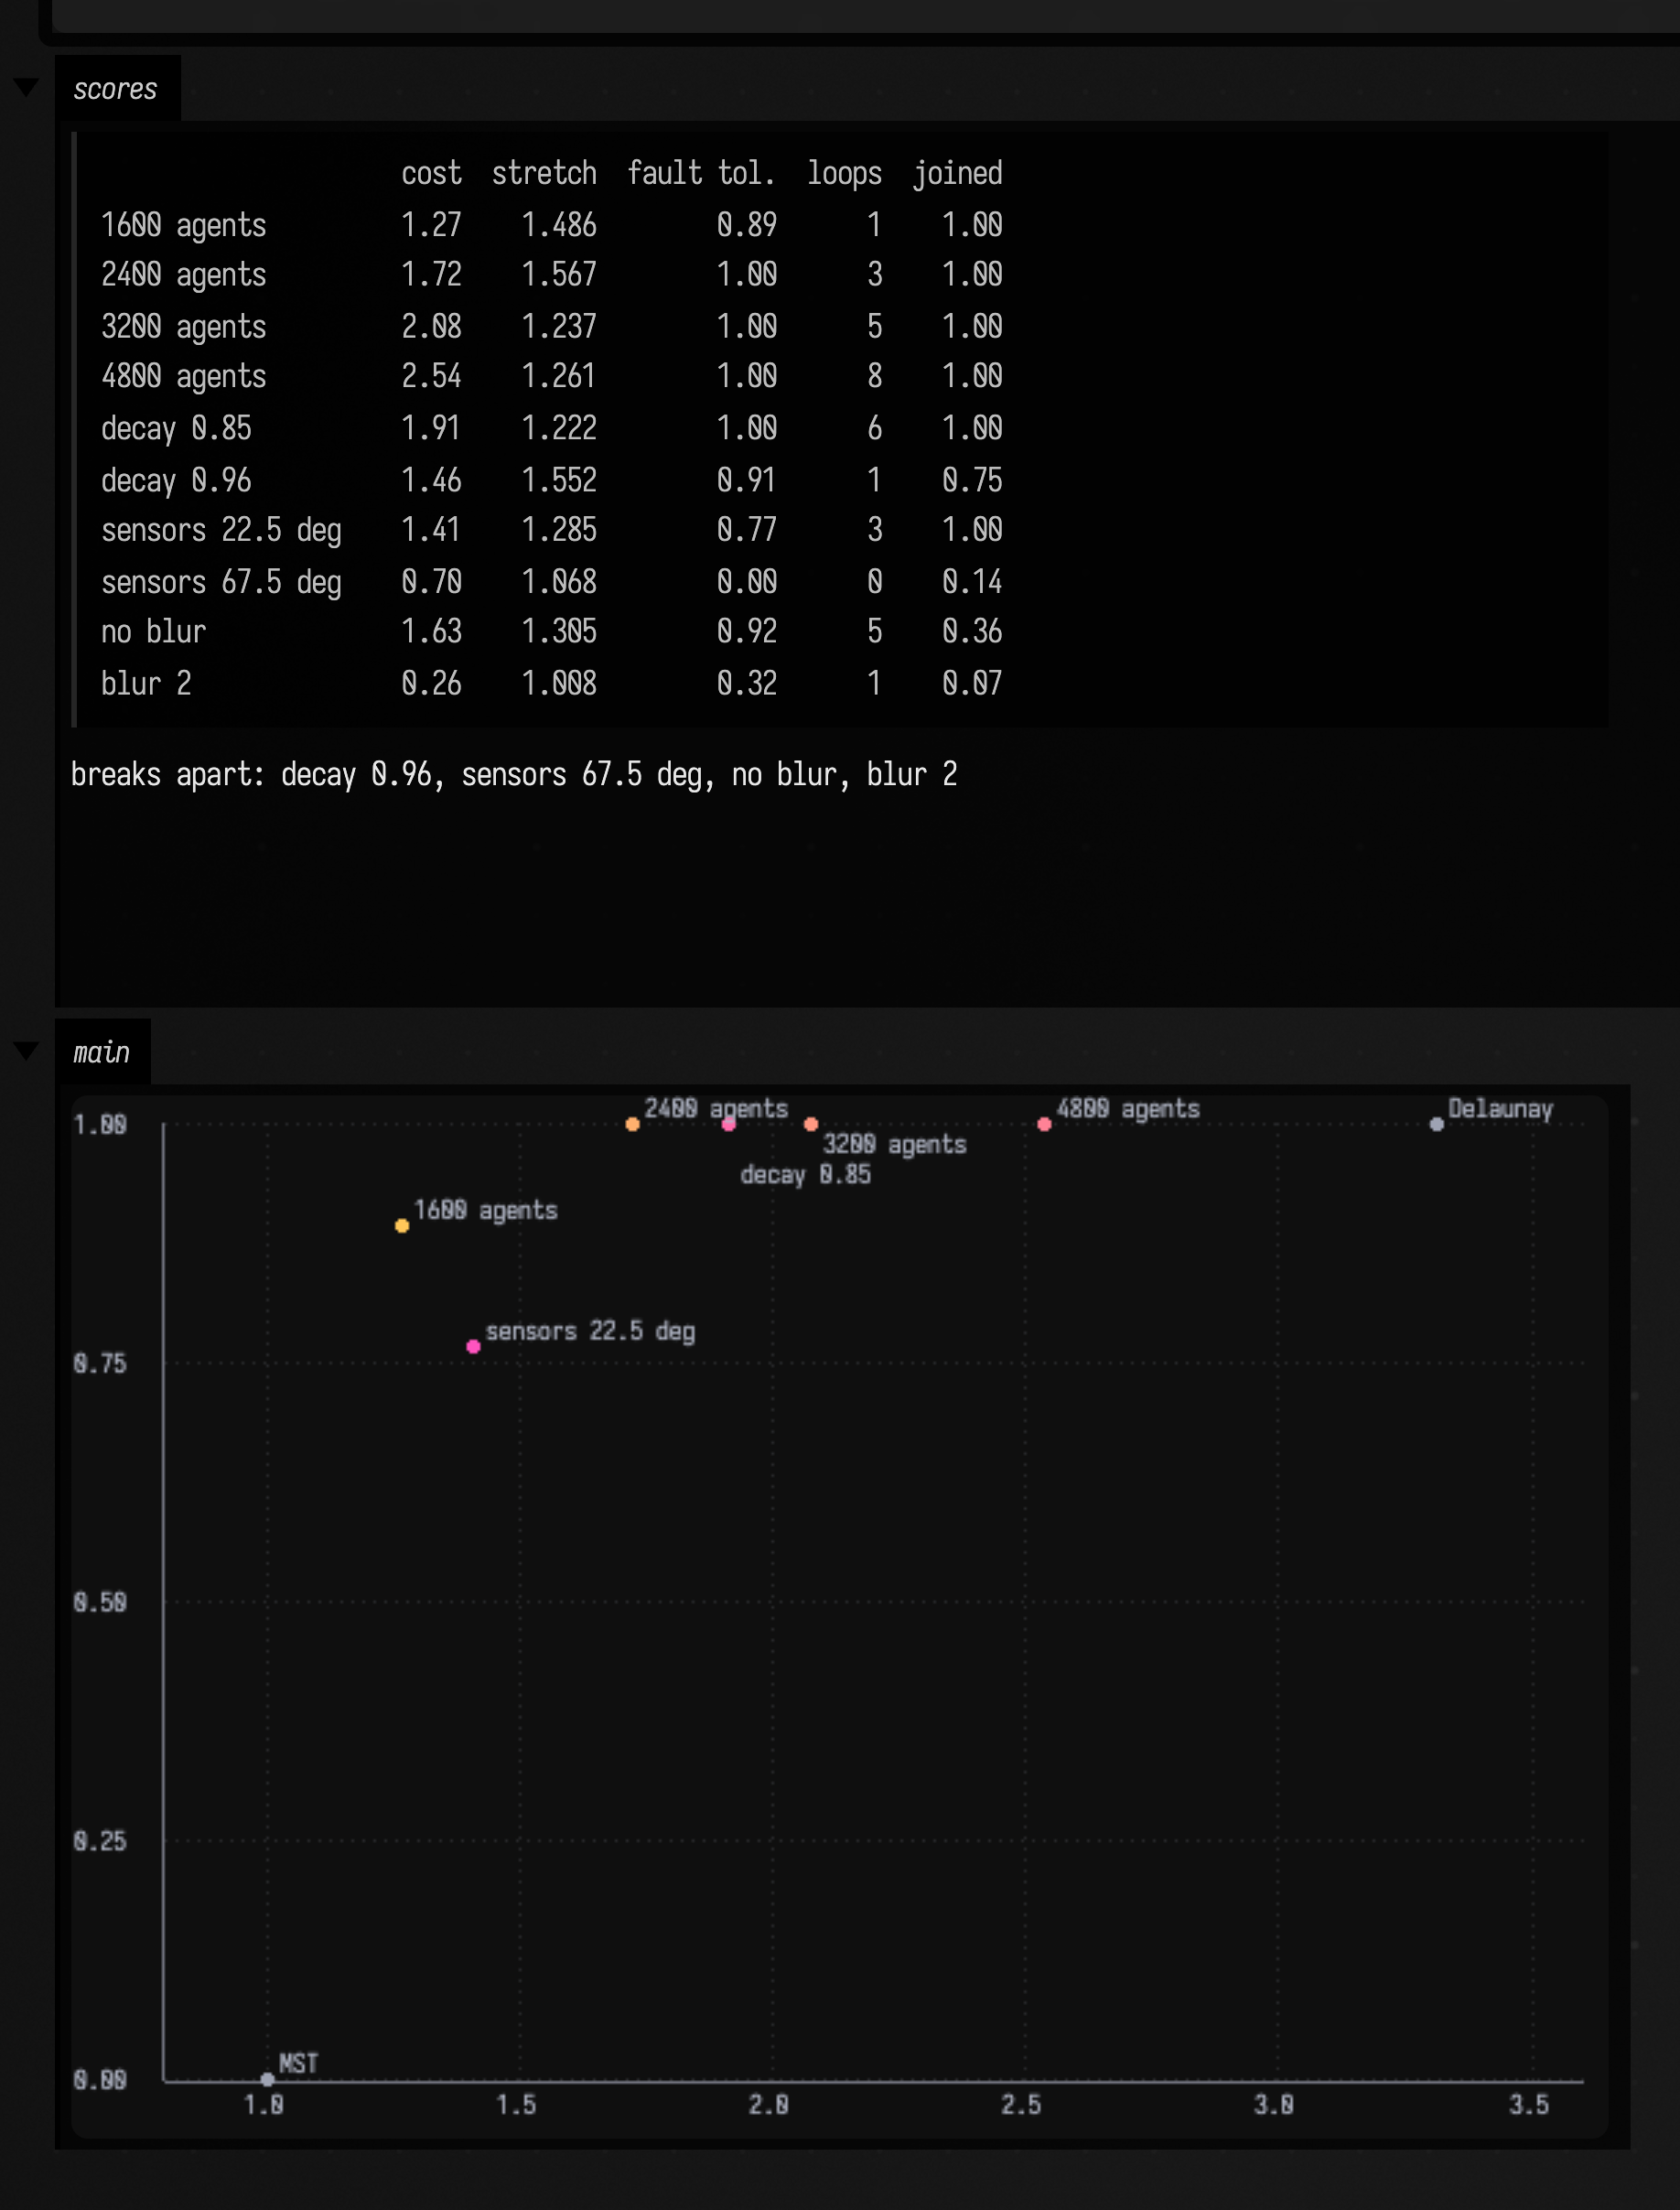 scores
cost stretch fault tol. loops joined
1600 agents 1.27 1.486 0.89 1 1.00
2400 agents 1.72 1.567 1.00 3 1.00
3200 agents 2.08 1.237 1.00 5 1.00
4800 agents 2.54 1.261 1.00 8 1.00
decay 0.85 1.91 1.222 1.00 6 1.00
decay 0.96 1.46 1.552 0.91 1 0.75
sensors 22.5 deg 1.41 1.285 0.77 3 1.00
sensors 67.5 deg 0.70 1.068 0.00 0 0.14
no blur 1.63 1.305 0.92 5 0.36
blur 2 0.26 1.008 0.32 1 0.07
breaks apart: decay 0.96, sensors 67.5 deg, no blur, blur 2
main
2400 agents 4800 agents Delaunay
1.00
3200 agents
decay 0.85
1600 agents
sensors 22.5 deg
0.75
0.50
0.25
MST
0.00
1.0 1.5 2.0 2.5 3.0 3.5